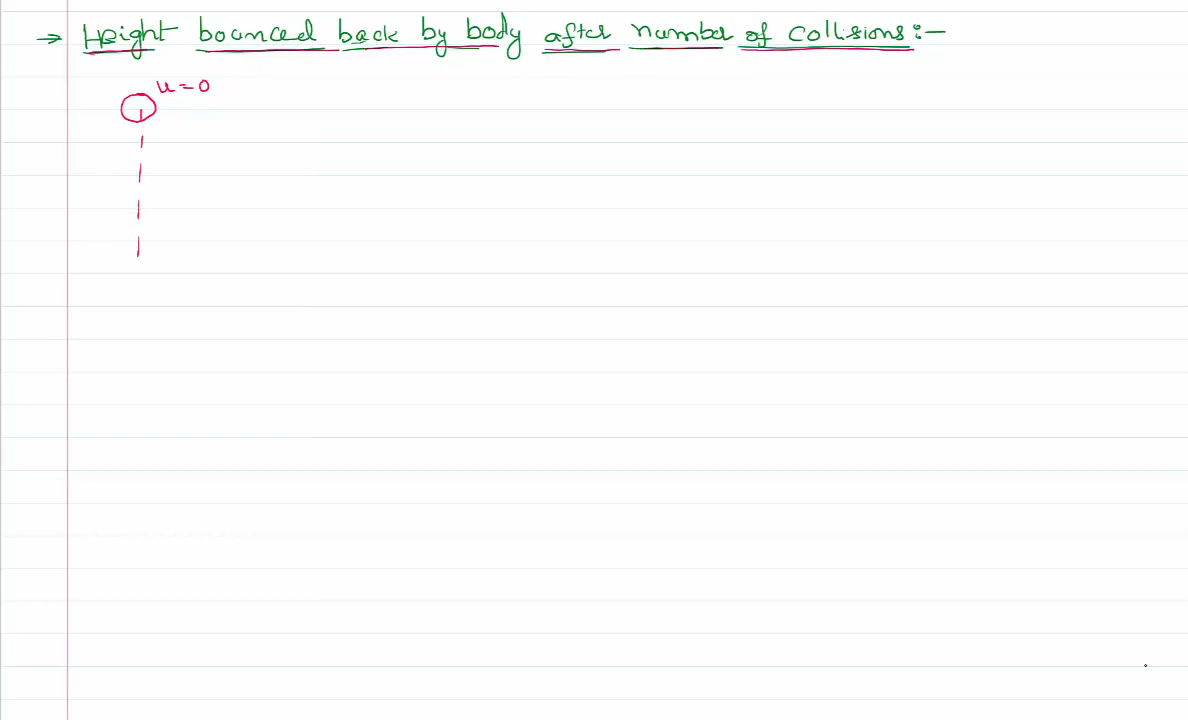 → Height bounced back by body after number of collisions:-
u=0